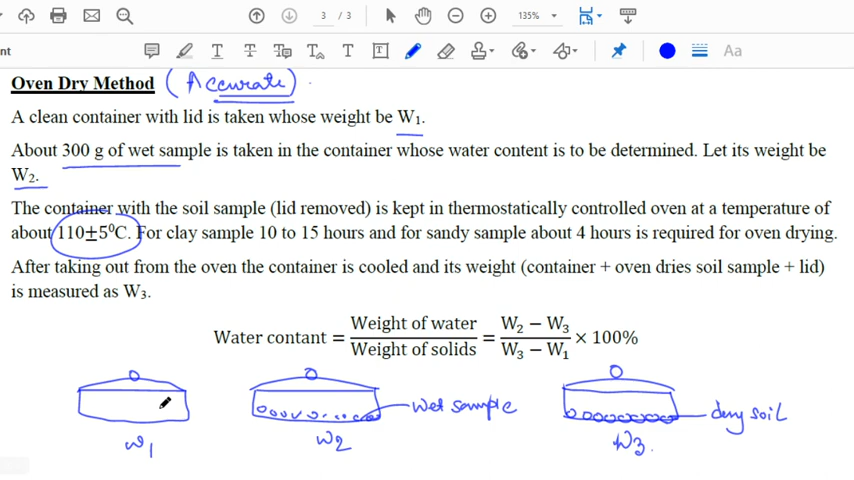 3 / 3
135%
nt
Aa
Oven Dry Method (Accurate)
A clean container with lid is taken whose weight be W₁.
About 300 g of wet sample is taken in the container whose water content is to be determined. Let its weight be
W₂.
The container with the soil sample (lid removed) is kept in thermostatically controlled oven at a temperature of
about 110±5⁰C. For clay sample 10 to 15 hours and for sandy sample about 4 hours is required for oven drying.
After taking out from the oven the container is cooled and its weight (container + oven dries soil sample + lid)
is measured as W₃.
Water contant = Weight of water / Weight of solids = W₂ − W₃ / W₃ − W₁ × 100%
wet sample
dry soil
W1
W2
W3.